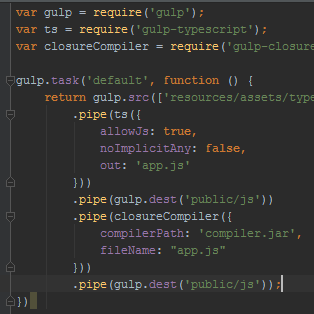 var gulp = require('gulp');
var ts = require('gulp-typescript');
var closureCompiler = require('gulp-closure
gulp.task('default', function () {
return gulp.src(['resources/assets/type
.pipe(ts({
allowJs: true,
noImplicitAny: false,
out: 'app.js'
}))
.pipe(gulp.dest('public/js'))
.pipe(closureCompiler({
compilerPath: 'compiler.jar',
fileName: "app.js"
}))
.pipe(gulp.dest('public/js'));
})